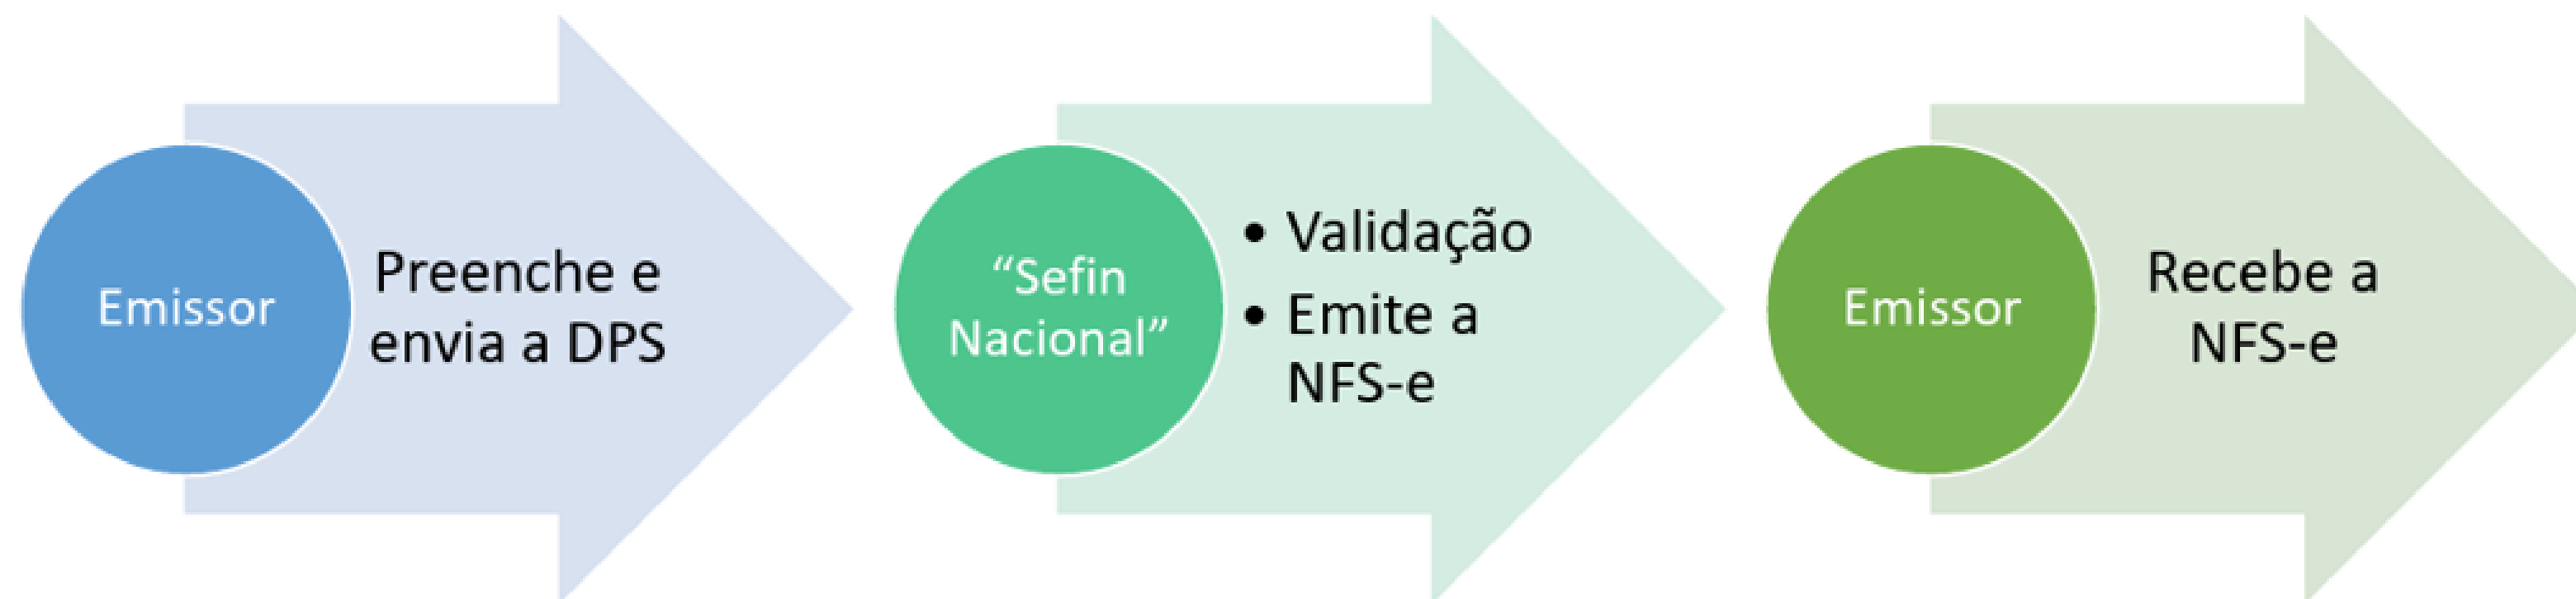 Emissor
Preenche e
envia a DPS
“Sefin
Nacional”
• Validação
• Emite a
NFS-e
Emissor
Recebe a
NFS-e